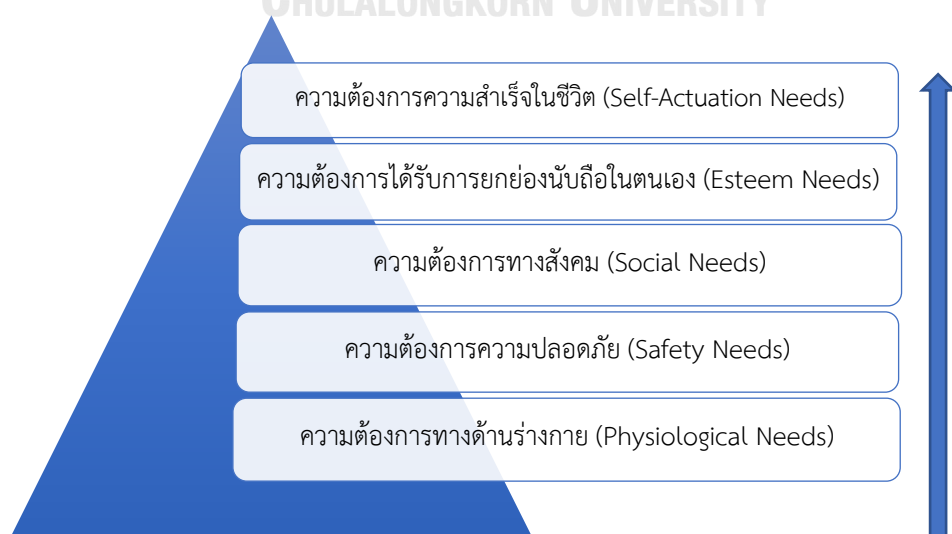 CHULALONGKORN UNIVERSITY
ความต้องการความสำเร็จในชีวิต (Self-Actuation Needs)
ความต้องการได้รับการยกย่องนับถือในตนเอง (Esteem Needs)
ความต้องการทางสังคม (Social Needs)
ความต้องการความปลอดภัย (Safety Needs)
ความต้องการทางด้านร่างกาย (Physiological Needs)